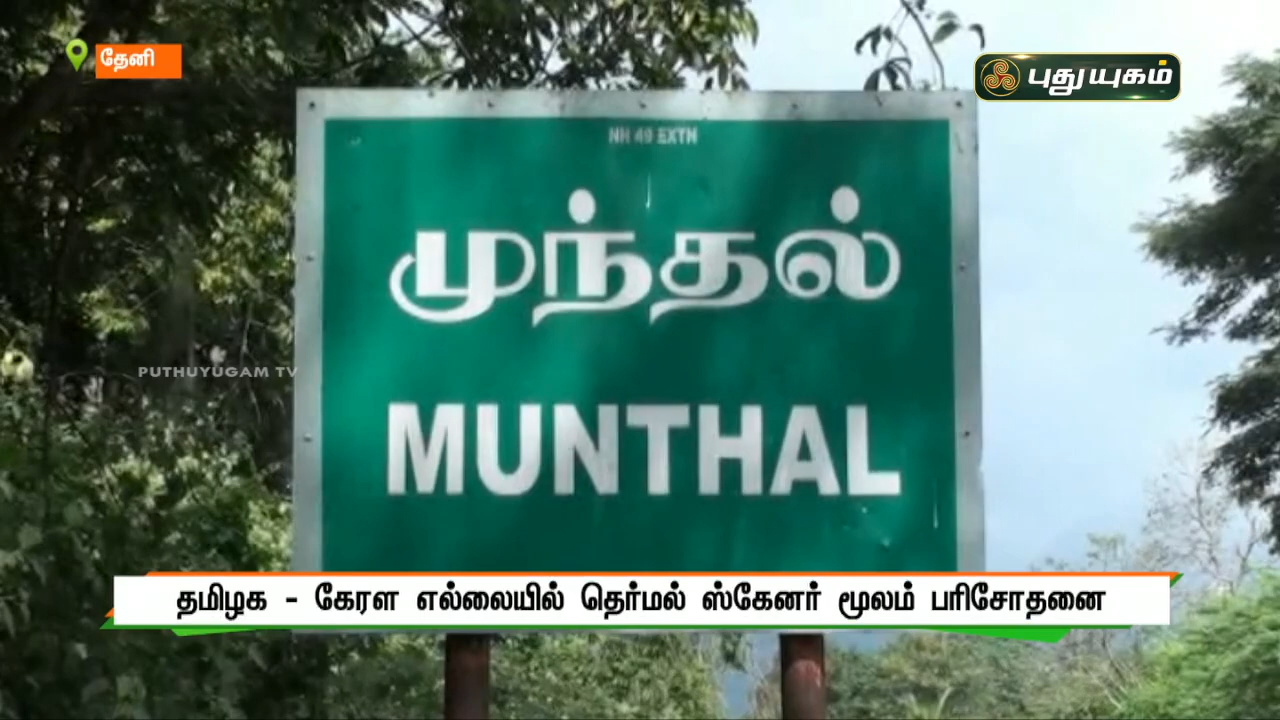 தேனி
புதுயுகம்
NH 49 EXTN
முந்தல்
PUTHUYUGAM TV
MUNTHAL
தமிழக - கேரள எல்லையில் தெர்மல் ஸ்கேனர் மூலம் பரிசோதனை